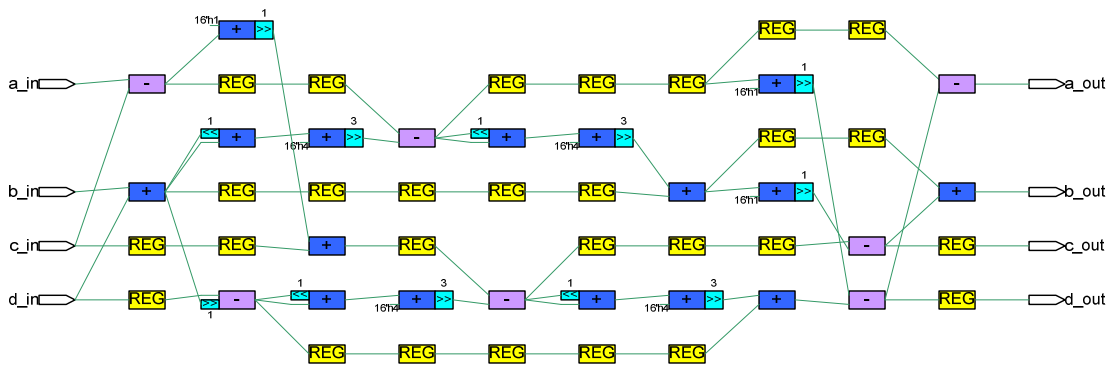 16'h1 + >> 1 REG REG
a_in - REG REG REG REG REG 16'h1 + >> 1 - a_out
<< 1 + 16'h4 + >> 3 - << 1 + 16'h4 + >> 3 REG REG
b_in + REG REG REG REG REG + 16'h1 + >> 1 + b_out
c_in REG REG + REG REG REG REG - REG c_out
d_in REG >> 1 - << 1 + 16'h4 + >> 3 - << 1 + 16'h4 + >> 3 + - REG d_out
REG REG REG REG REG